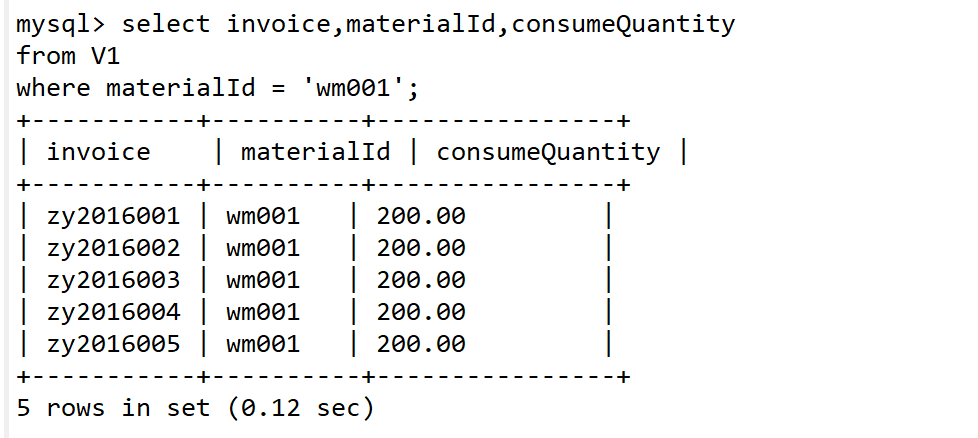 mysql> select invoice,materialId,consumeQuantity
from V1
where materialId = 'wm001';
+-----------+----------+----------------+
| invoice    | materialId | consumeQuantity |
+-----------+----------+----------------+
| zy2016001 | wm001   | 200.00         |
| zy2016002 | wm001   | 200.00         |
| zy2016003 | wm001   | 200.00         |
| zy2016004 | wm001   | 200.00         |
| zy2016005 | wm001   | 200.00         |
+-----------+----------+----------------+
5 rows in set (0.12 sec)